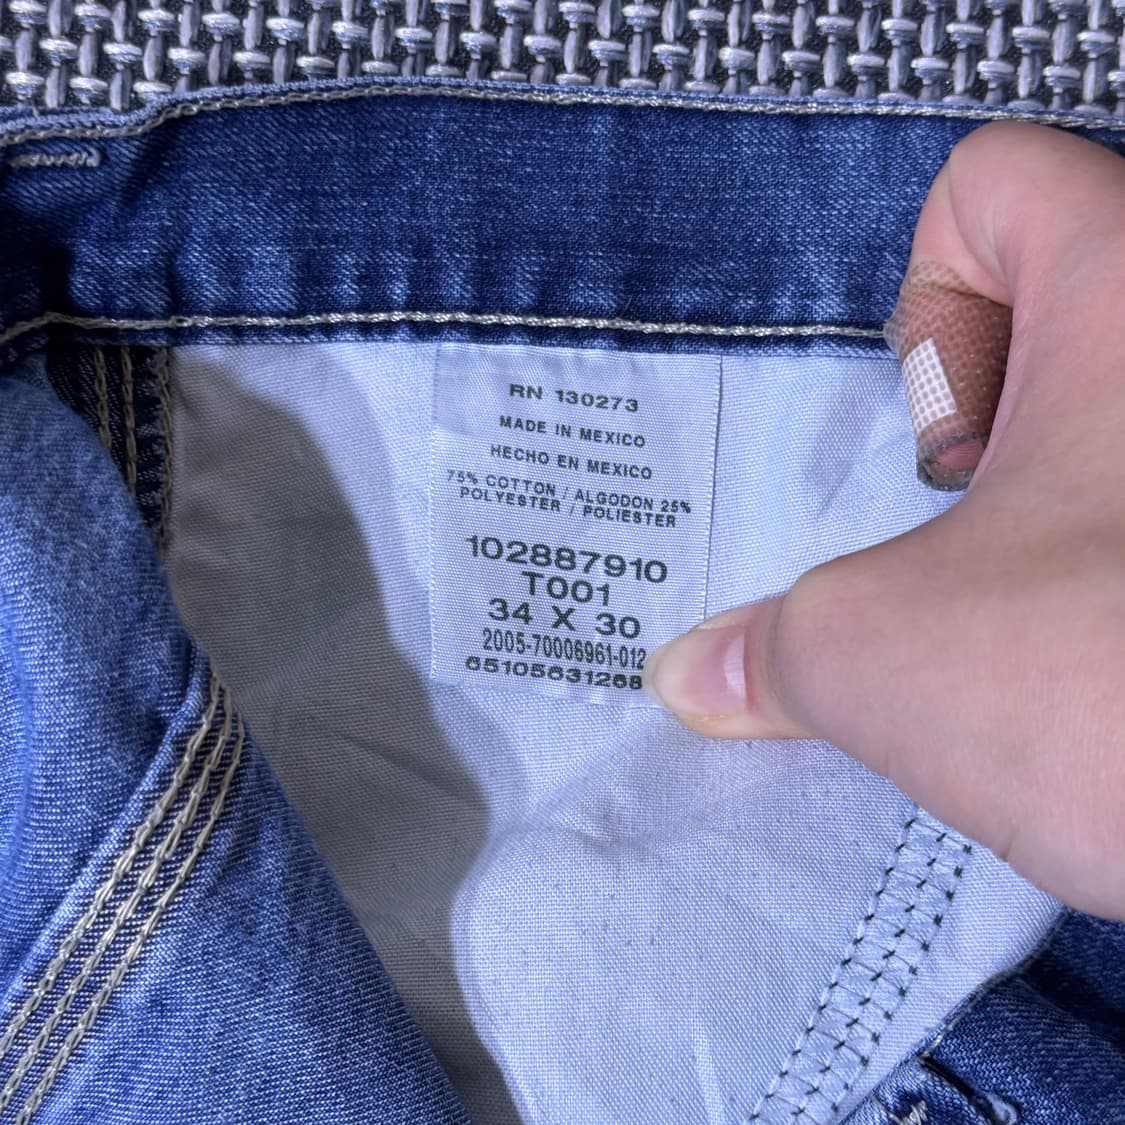 RN 130273
MADE IN MEXICO
HECHO EN MEXICO
75% COTTON / ALGODON 25%
POLYESTER / POLIESTER
102887910
T001
34 X 30
2005-70006961-012
65105631268